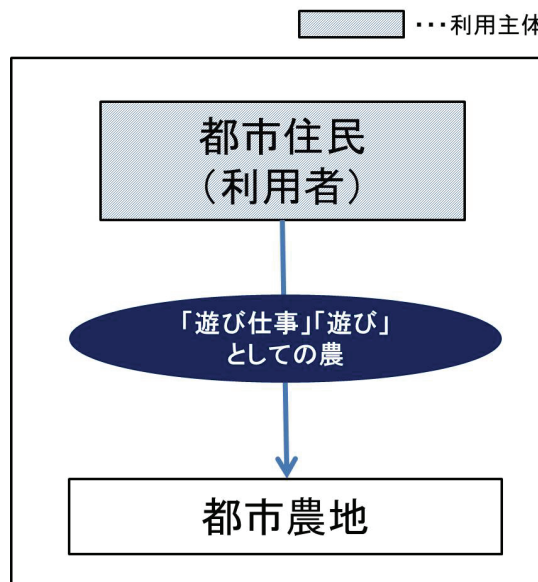 ・・・利用主体
都市住民
（利用者）
「遊び仕事」「遊び」
としての農
都市農地